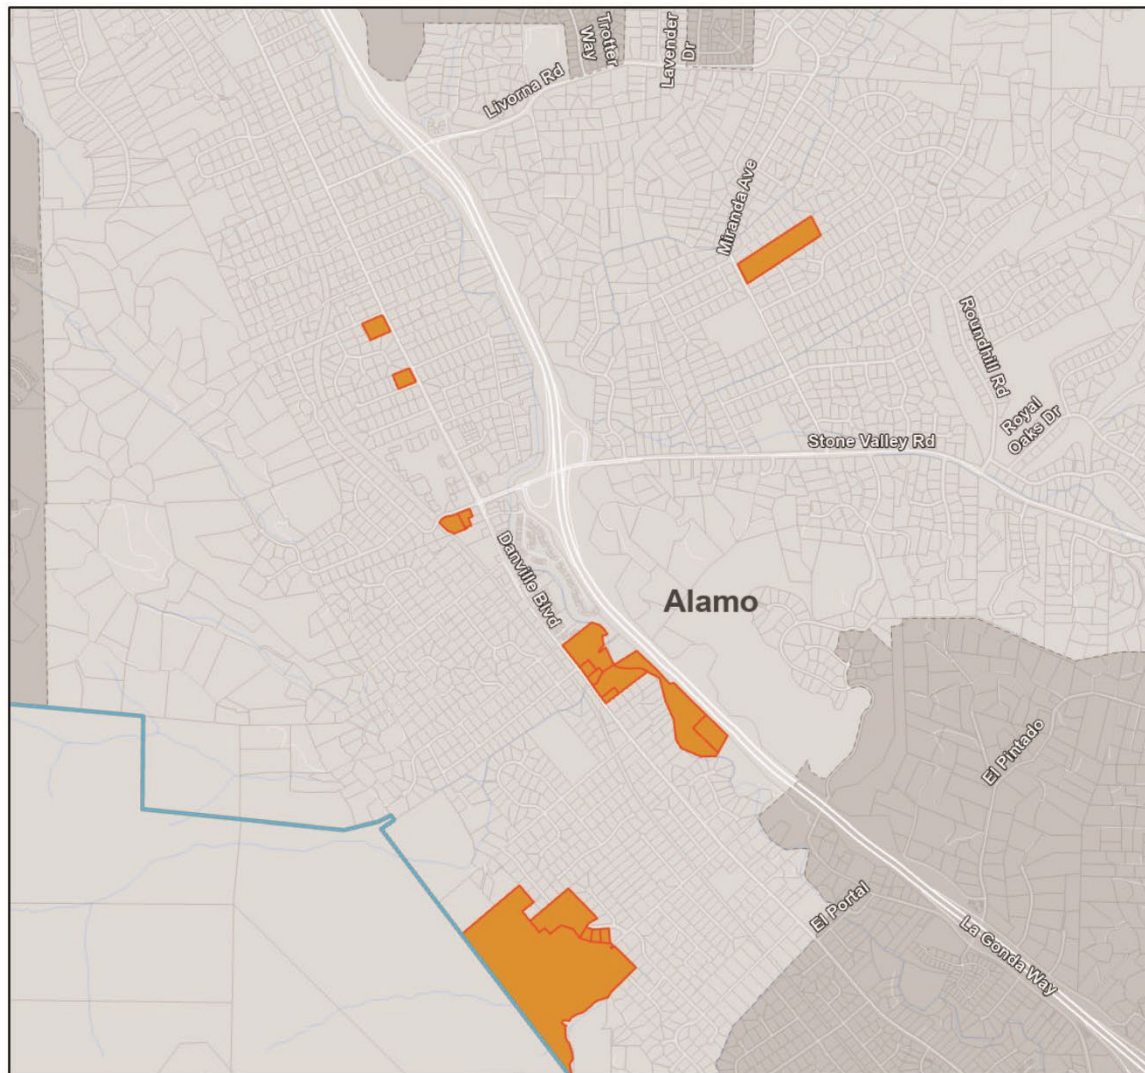 Trotter
Way
Lavender
Dr
Livorna Rd
Miranda Ave
Roundhill Rd
Royal
Oaks Dr
Stone Valley Rd
Danville Blvd
Alamo
El Pintado
El Portal
La Gonda Way